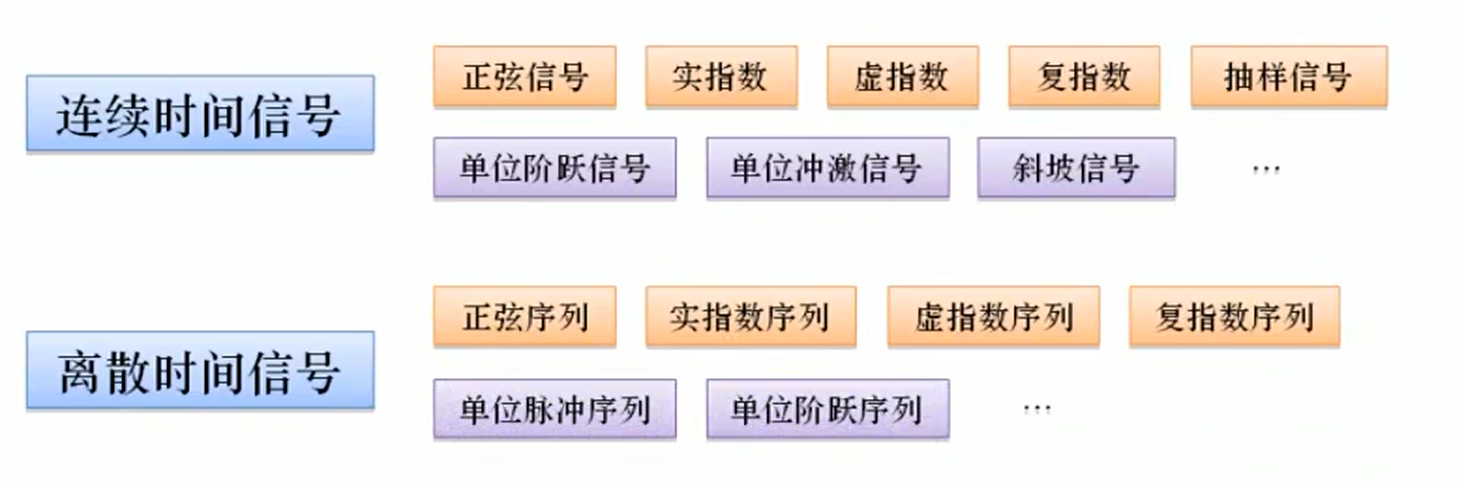 正弦信号 实指数 虚指数 复指数 抽样信号
连续时间信号
单位阶跃信号 单位冲激信号 斜坡信号 …
正弦序列 实指数序列 虚指数序列 复指数序列
离散时间信号
单位脉冲序列 单位阶跃序列 …